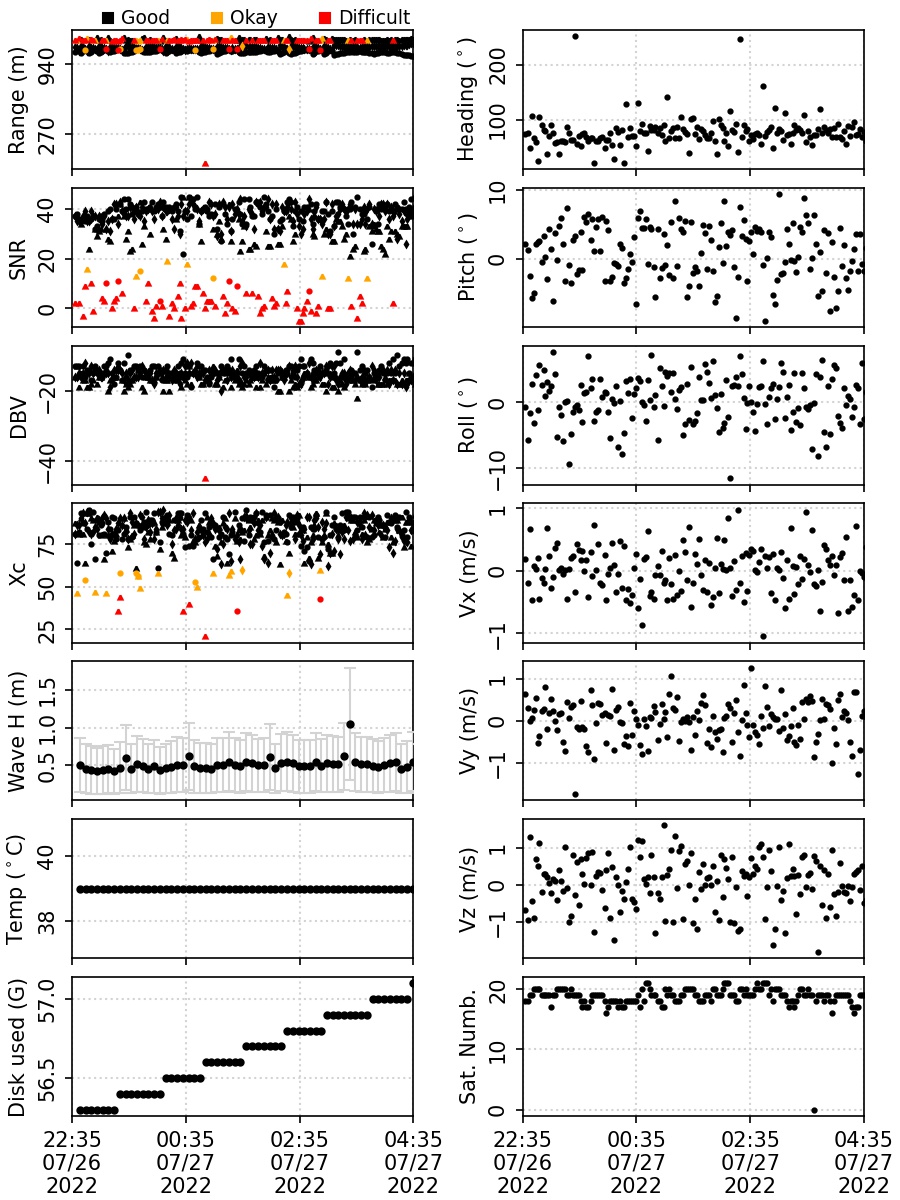 Good Okay Difficult
Range (m)
940
270
Heading (°)
200
100
SNR
40
20
0
Pitch (°)
10
0
DBV
−20
−40
Roll (°)
0
−10
Xc
75
50
25
Vx (m/s)
1
0
−1
Wave H (m)
1.5
1.0
0.5
Vy (m/s)
1
0
−1
Temp (°C)
40
38
Vz (m/s)
1
0
−1
Disk used (G)
57.0
56.5
Sat. Numb.
20
10
0
22:35 00:35 02:35 04:35
07/26 07/27 07/27 07/27
2022 2022 2022 2022
22:35 00:35 02:35 04:35
07/26 07/27 07/27 07/27
2022 2022 2022 2022